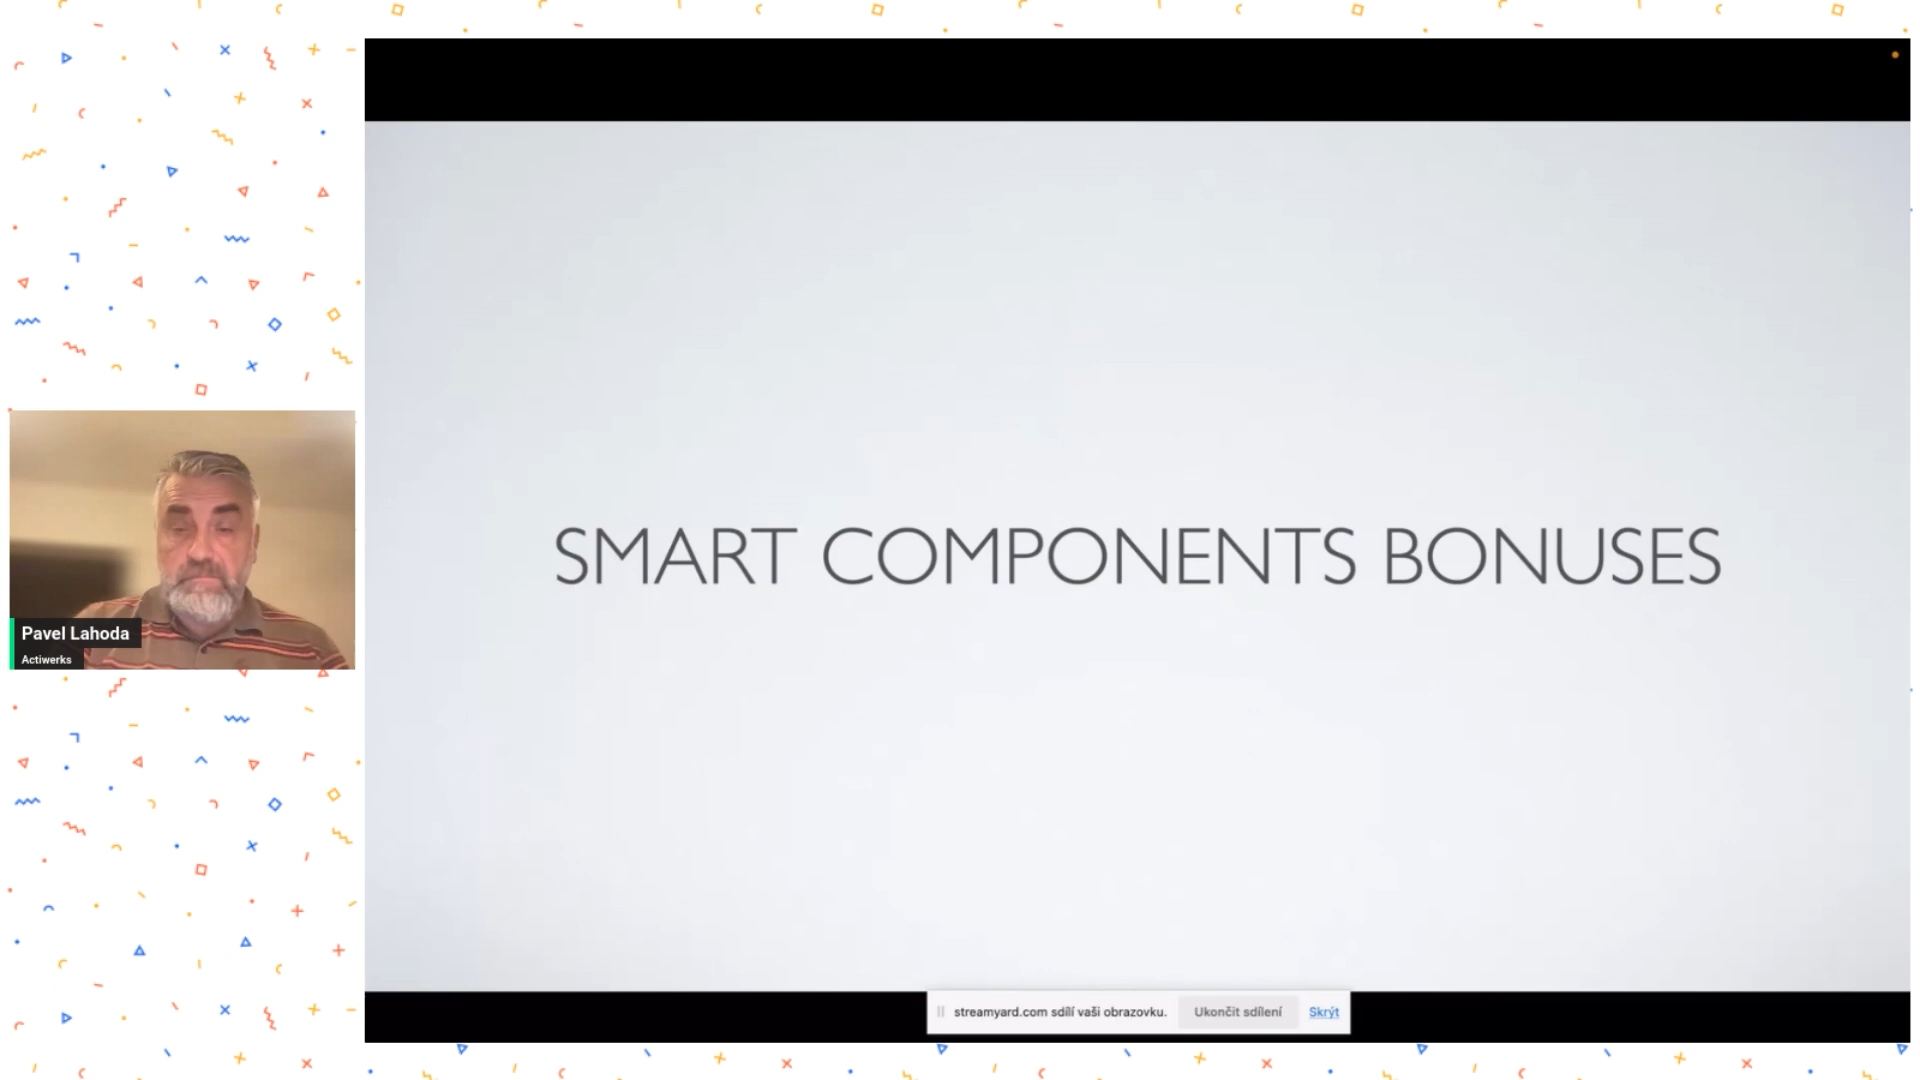 SMART COMPONENTS BONUSES
Pavel Lahoda
Actiwerks
streamyard.com sdílí vaši obrazovku. Ukončit sdílení Skrýt